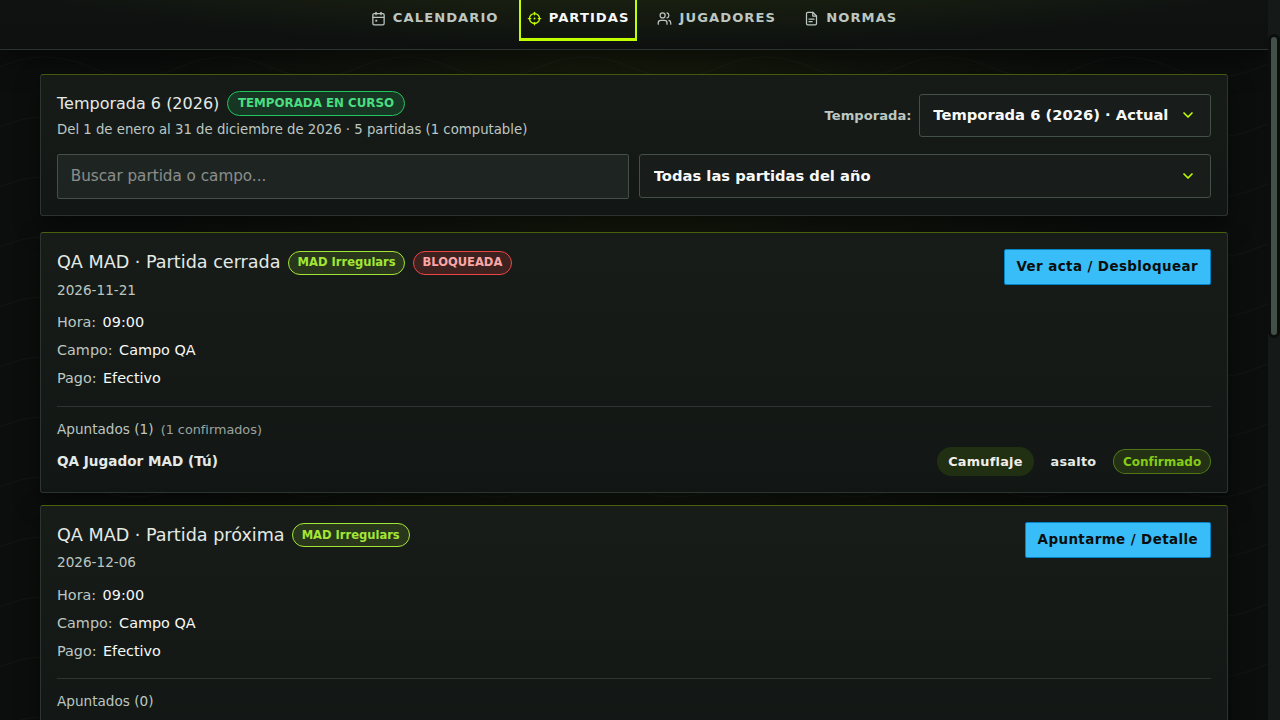 CALENDARIO PARTIDAS JUGADORES NORMAS
Temporada 6 (2026) TEMPORADA EN CURSO
Del 1 de enero al 31 de diciembre de 2026 · 5 partidas (1 computable)
Temporada: Temporada 6 (2026) · Actual
Buscar partida o campo... Todas las partidas del año
QA MAD · Partida cerrada MAD Irregulars BLOQUEADA Ver acta / Desbloquear
2026-11-21
Hora: 09:00
Campo: Campo QA
Pago: Efectivo
Apuntados (1) (1 confirmados)
QA Jugador MAD (Tú) Camuflaje asalto Confirmado
QA MAD · Partida próxima MAD Irregulars Apuntarme / Detalle
2026-12-06
Hora: 09:00
Campo: Campo QA
Pago: Efectivo
Apuntados (0)